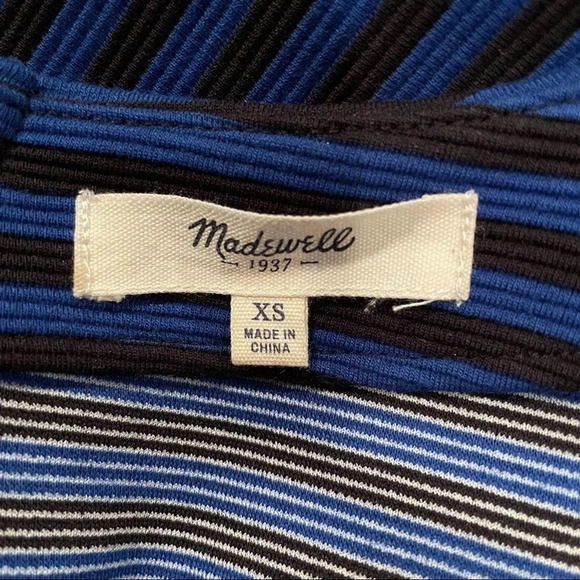 Madewell
— 1937 —
XS
MADE IN
CHINA